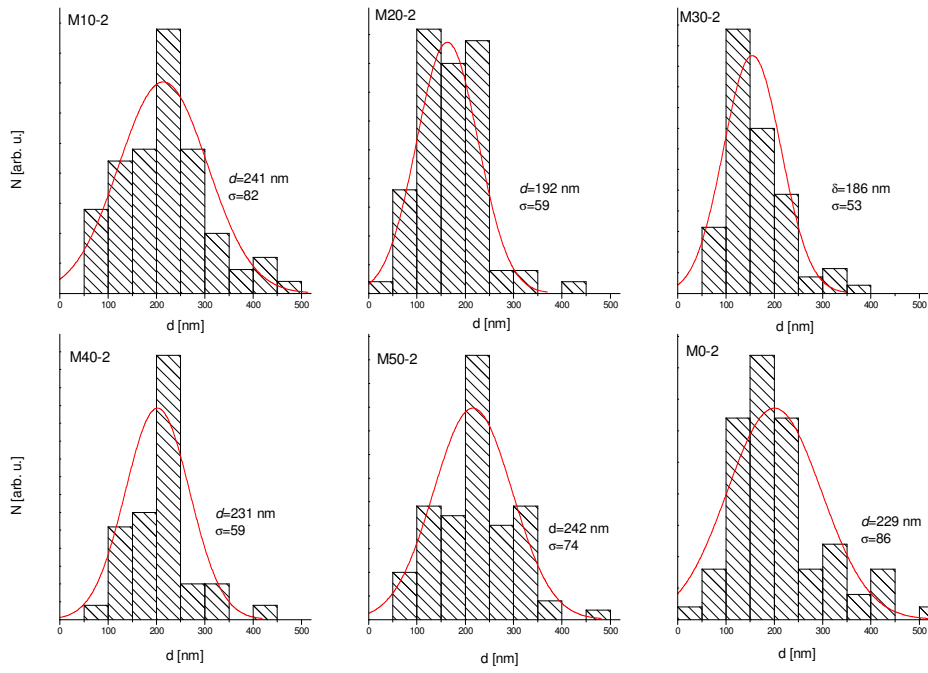 M10-2
N [arb. u.]
d=241 nm
σ=82
0 100 200 300 400 500
d [nm]
M20-2
d=192 nm
σ=59
0 100 200 300 400 500
d [nm]
M30-2
δ=186 nm
σ=53
0 100 200 300 400 500
d [nm]
M40-2
N [arb. u.]
d=231 nm
σ=59
0 100 200 300 400 500
d [nm]
M50-2
d=242 nm
σ=74
0 100 200 300 400 500
d [nm]
M0-2
d=229 nm
σ=86
0 100 200 300 400 500
d [nm]